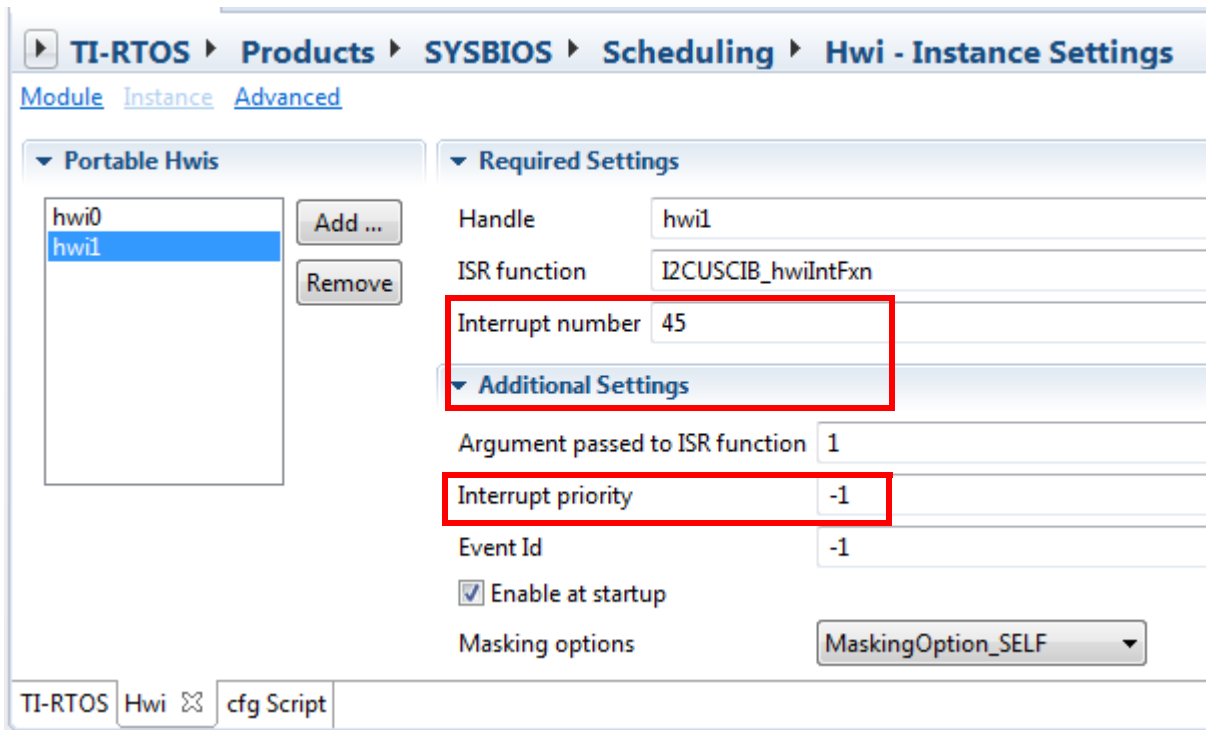 TI-RTOS Products SYSBIOS Scheduling Hwi - Instance Settings
Module Instance Advanced
Portable Hwis
hwi0
hwi1
Add ...
Remove
Required Settings
Handle hwi1
ISR function I2CUSCIB_hwiIntFxn
Interrupt number 45
Additional Settings
Argument passed to ISR function 1
Interrupt priority -1
Event Id -1
Enable at startup
Masking options MaskingOption_SELF
TI-RTOS Hwi cfg Script